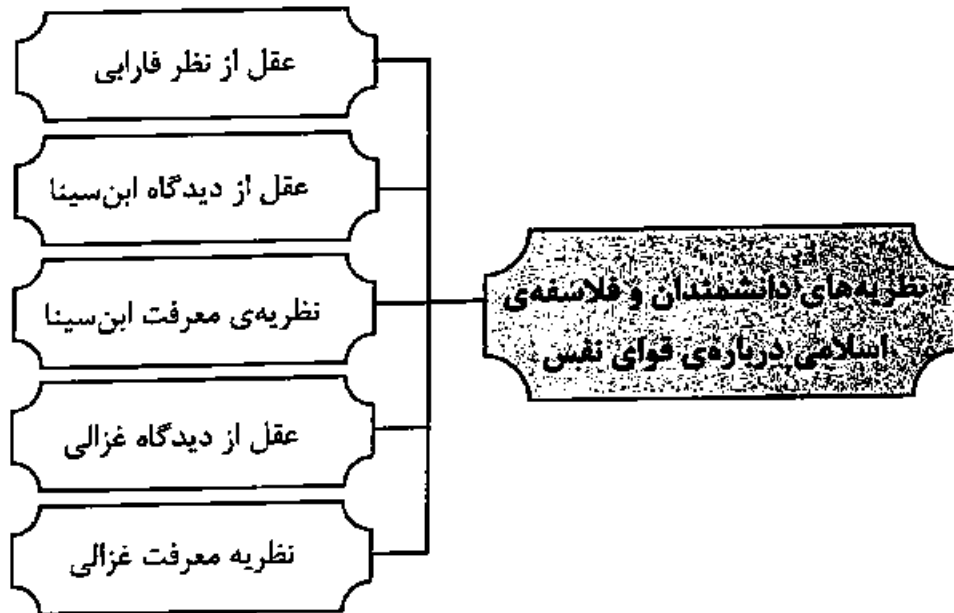 نظریه‌های دانشمندان و فلاسفه‌ی
اسلامی درباره‌ی قوای نفس
عقل از نظر فارابی
عقل از دیدگاه ابن‌سینا
نظریه‌ی معرفت ابن‌سینا
عقل از دیدگاه غزالی
نظریه معرفت غزالی